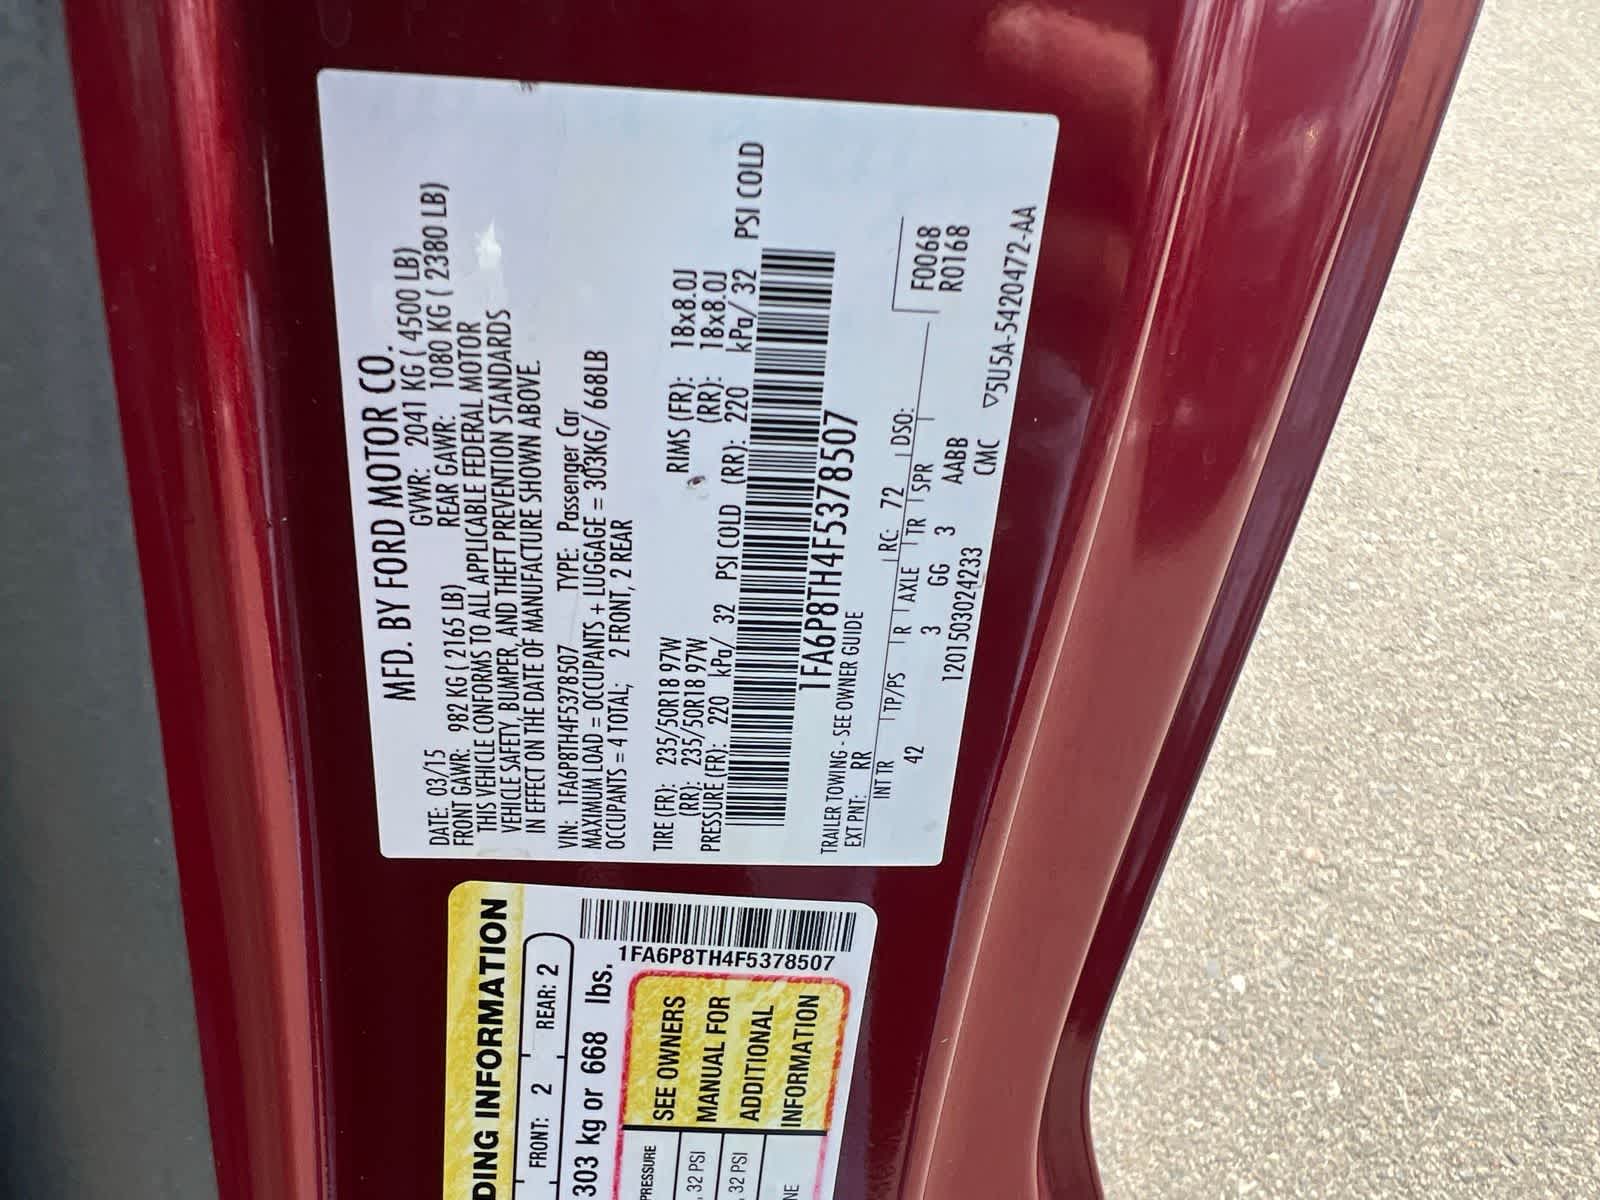 MFD. BY FORD MOTOR CO.
DATE: 03/15 GVWR: 2041 KG ( 4500 LB)
FRONT GAWR: 982 KG ( 2165 LB) REAR GAWR: 1080 KG ( 2380 LB)
THIS VEHICLE CONFORMS TO ALL APPLICABLE FEDERAL MOTOR
VEHICLE SAFETY, BUMPER, AND THEFT PREVENTION STANDARDS
IN EFFECT ON THE DATE OF MANUFACTURE SHOWN ABOVE.
VIN: 1FA6P8TH4F5378507 TYPE: Passenger Car
MAXIMUM LOAD = OCCUPANTS + LUGGAGE = 303KG/ 668LB
OCCUPANTS = 4 TOTAL; 2 FRONT, 2 REAR
TIRE (FR): 235/50R18 97W RIMS (FR): 18x8.0J
(RR): 235/50R18 97W (RR): 18x8.0J
PRESSURE (FR): 220 kPa/ 32 PSI COLD (RR): 220 kPa/ 32 PSI COLD
1FA6P8TH4F5378507
TRAILER TOWING - SEE OWNER GUIDE
EXT PNT: RR RC: 72 DSO: F0068
INT TR TP/PS R AXLE TR SPR R0168
42 3 GG 3 AABB
1201503024233 CMC ▽5U5A-5420472-AA
DING INFORMATION
FRONT: 2 REAR: 2
303 kg or 668 lbs.
1FA6P8TH4F5378507
PRESSURE
32 PSI
32 PSI
NE
SEE OWNERS
MANUAL FOR
ADDITIONAL
INFORMATION